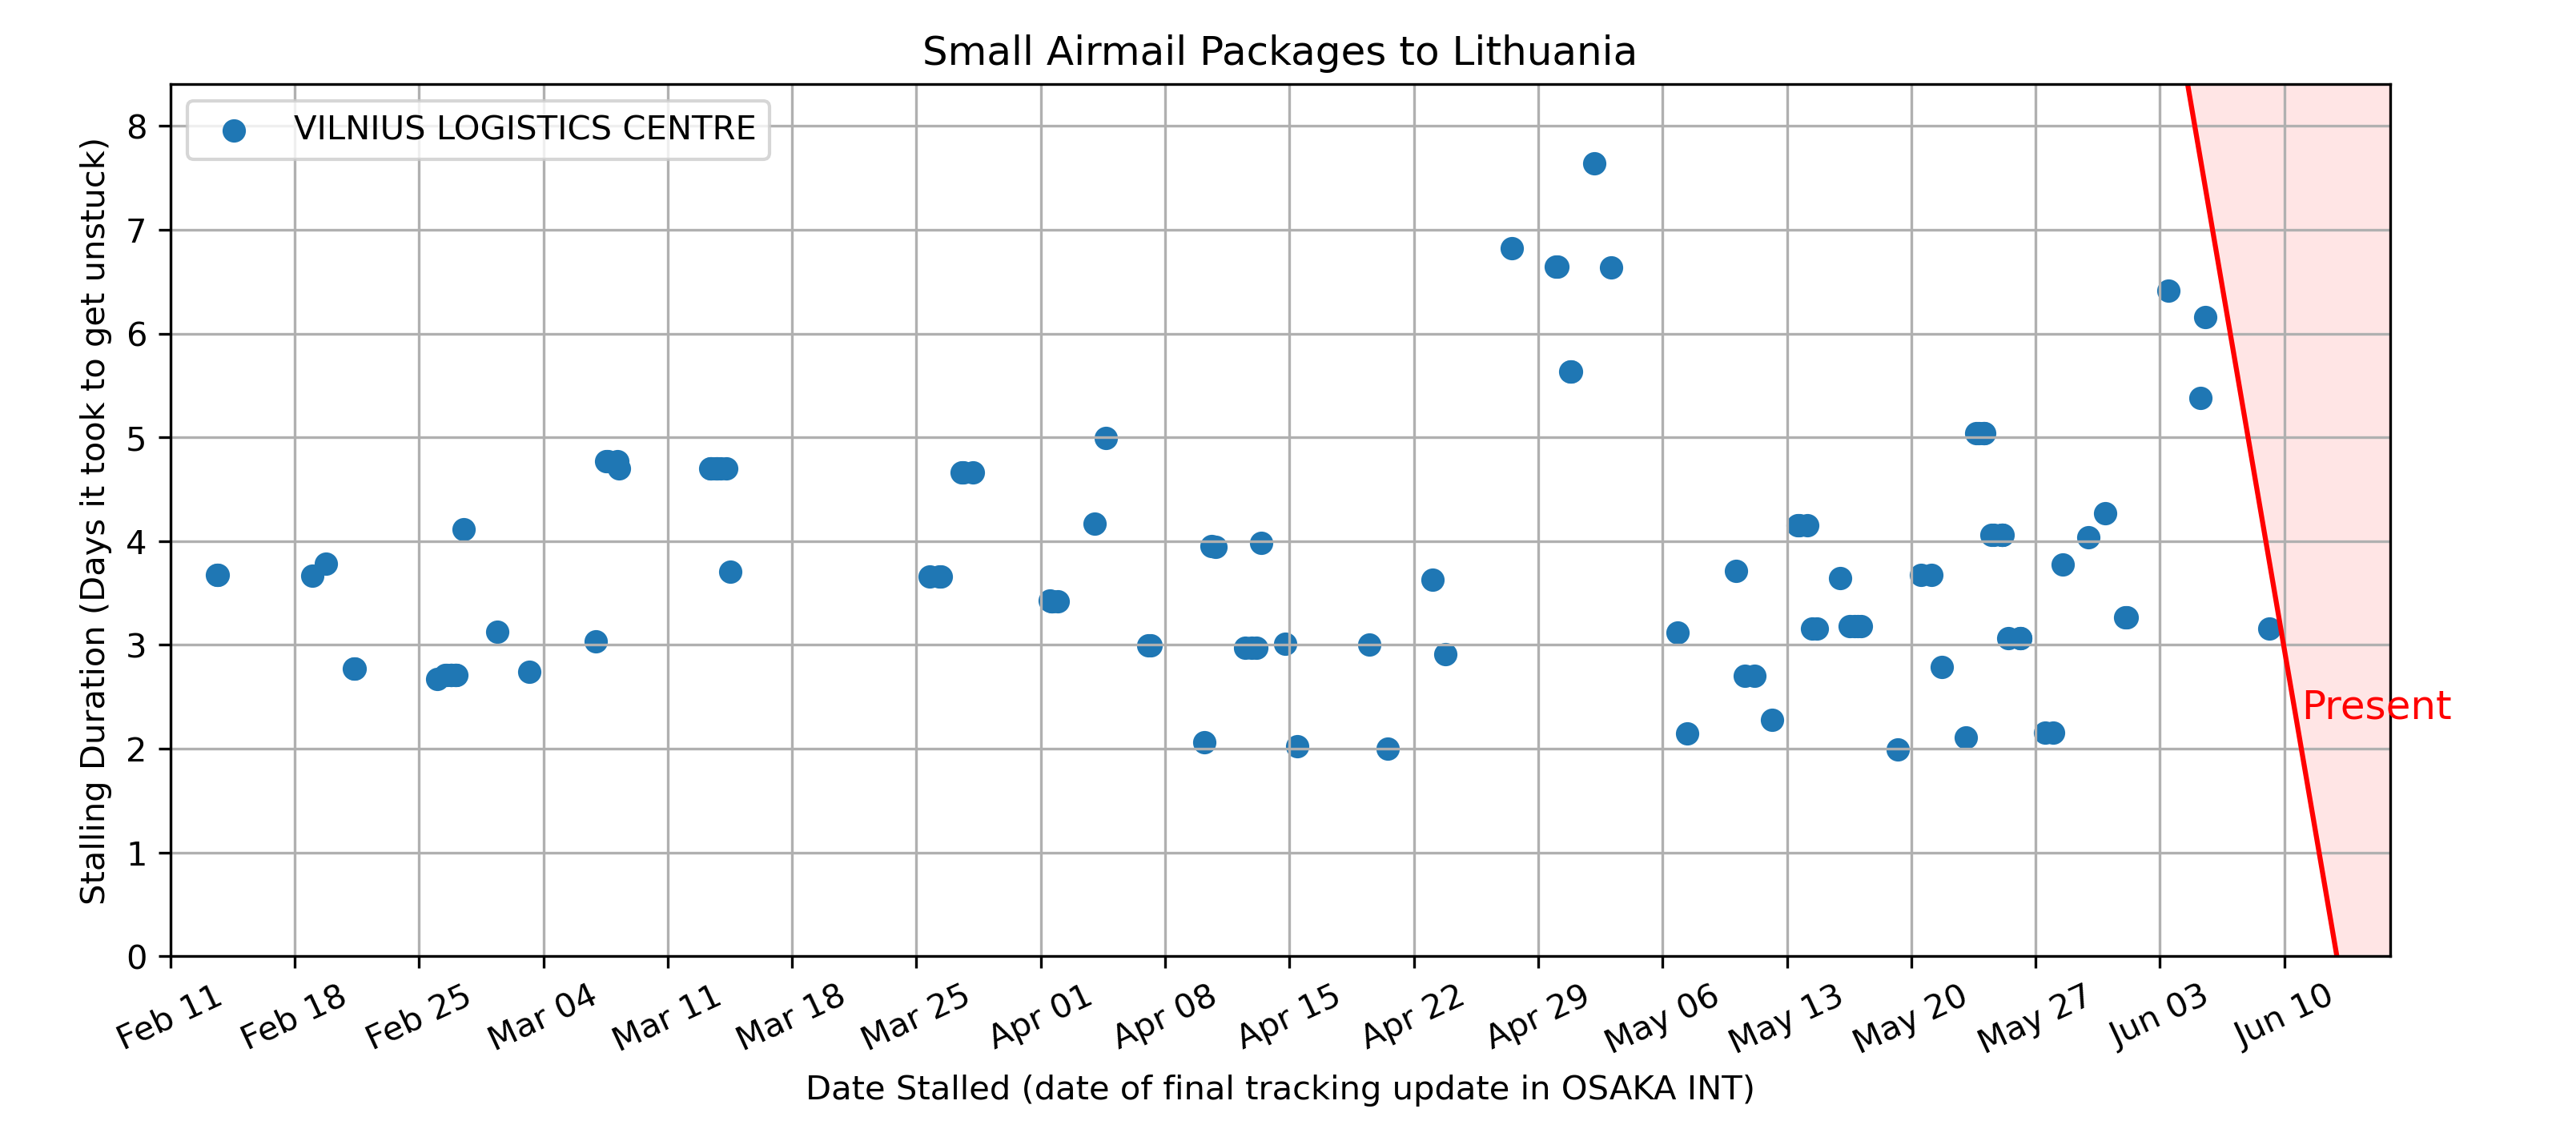 Small Airmail Packages to Lithuania
VILNIUS LOGISTICS CENTRE
Stalling Duration (Days it took to get unstuck)
8
7
6
5
4
3
2
1
0
Present
Feb 11
Feb 18
Feb 25
Mar 04
Mar 11
Mar 18
Mar 25
Apr 01
Apr 08
Apr 15
Apr 22
Apr 29
May 06
May 13
May 20
May 27
Jun 03
Jun 10
Date Stalled (date of final tracking update in OSAKA INT)